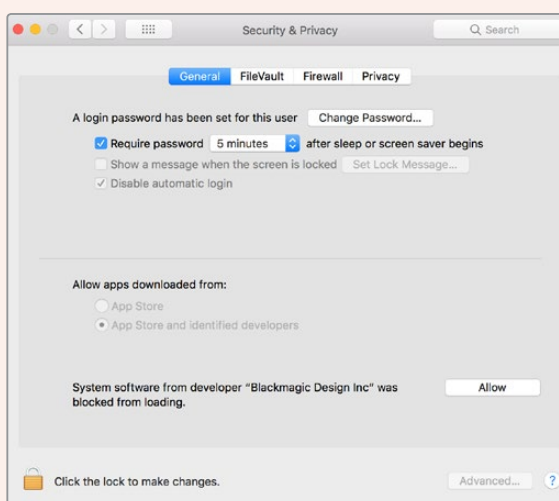 Security & Privacy
Search
General FileVault Firewall Privacy
A login password has been set for this user Change Password...
Require password 5 minutes after sleep or screen saver begins
Show a message when the screen is locked Set Lock Message...
Disable automatic login
Allow apps downloaded from:
App Store
App Store and identified developers
System software from developer “Blackmagic Design Inc” was Allow
blocked from loading.
Click the lock to make changes. Advanced... ?